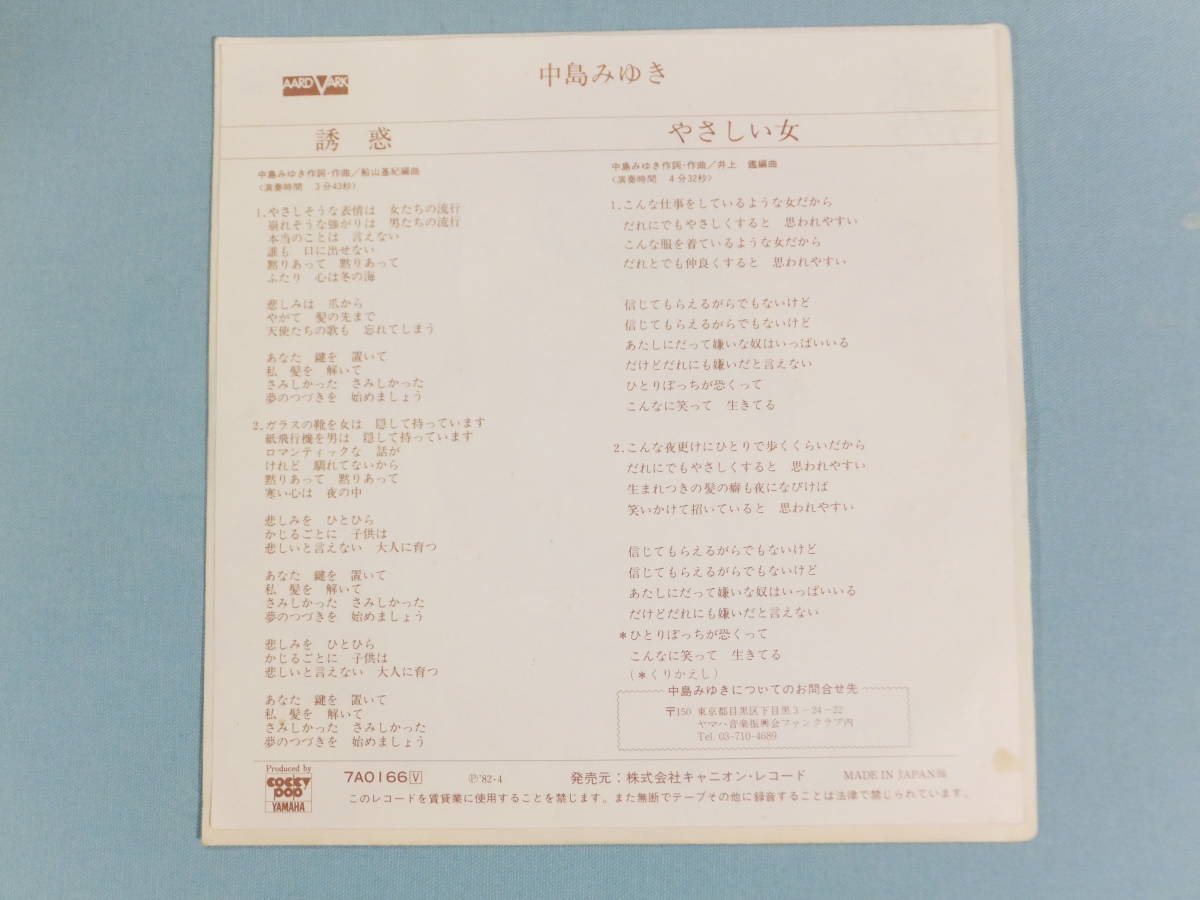 AARDVARK
中島みゆき
誘惑
中島みゆき作詞・作曲／船山基紀編曲
〈演奏時間　3分43秒〉
1.やさしそうな表情は　女たちの流行
崩れそうな強がりは　男たちの流行
本当のことは　言えない
誰も　口に出せない
黙りあって　黙りあって
ふたり　心は冬の海
悲しみは　爪から
やがて　髪の先まで
天使たちの歌も　忘れてしまう
あなた　鍵を　置いて
私　髪を　解いて
さみしかった　さみしかった
夢のつづきを　始めましょう
2.ガラスの靴を女は　隠して持っています
紙飛行機を男は　隠して持っています
ロマンティックな　話が
けれど　馴れてないから
黙りあって　黙りあって
寒い心は　夜の中
悲しみを　ひとひら
かじるごとに　子供は
悲しいと言えない　大人に育つ
あなた　鍵を　置いて
私　髪を　解いて
さみしかった　さみしかった
夢のつづきを　始めましょう
悲しみを　ひとひら
かじるごとに　子供は
悲しいと言えない　大人に育つ
あなた　鍵を　置いて
私　髪を　解いて
さみしかった　さみしかった
夢のつづきを　始めましょう
やさしい女
中島みゆき作詞・作曲／井上　鑑編曲
〈演奏時間　4分32秒〉
1.こんな仕事をしているような女だから
だれにでもやさしくすると　思われやすい
こんな服を着ているような女だから
だれとでも仲良くすると　思われやすい
信じてもらえるがらでもないけど
信じてもらえるがらでもないけど
あたしにだって嫌いな奴はいっぱいいる
だけどだれにも嫌いだと言えない
ひとりぼっちが恐くって
こんなに笑って　生きてる
2.こんな夜更けにひとりで歩くくらいだから
だれにでもやさしくすると　思われやすい
生まれつきの髪の癖も夜になびけば
笑いかけて招いていると　思われやすい
信じてもらえるがらでもないけど
信じてもらえるがらでもないけど
あたしにだって嫌いな奴はいっぱいいる
だけどだれにも嫌いだと言えない
＊ひとりぼっちが恐くって
こんなに笑って　生きてる
（＊くりかえし）
中島みゆきについてのお問合せ先
〒150　東京都目黒区下目黒3－24－22
ヤマハ音楽振興会ファンクラブ内
Tel. 03-710-4689
Produced by
cocky pop
YAMAHA
7A0166 V
Ⓟ'82・4
発売元：株式会社キャニオン・レコード
MADE IN JAPAN
このレコードを賃貸業に使用することを禁じます。また無断でテープその他に録音することは法律で禁じられています。